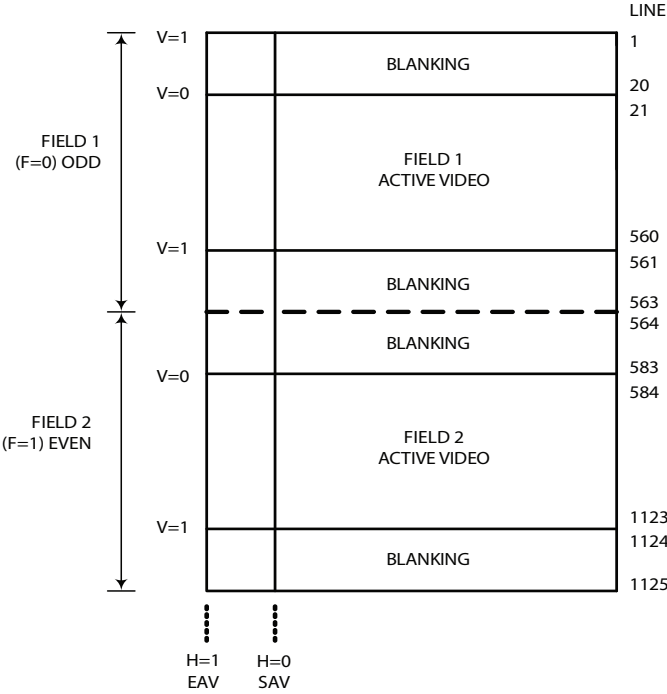 LINE
V=1
1
BLANKING
20
V=0
21
FIELD 1
(F=0) ODD
FIELD 1
ACTIVE VIDEO
560
V=1
561
BLANKING
563
564
BLANKING
583
V=0
584
FIELD 2
(F=1) EVEN
FIELD 2
ACTIVE VIDEO
1123
V=1
1124
BLANKING
1125
H=1
EAV
H=0
SAV